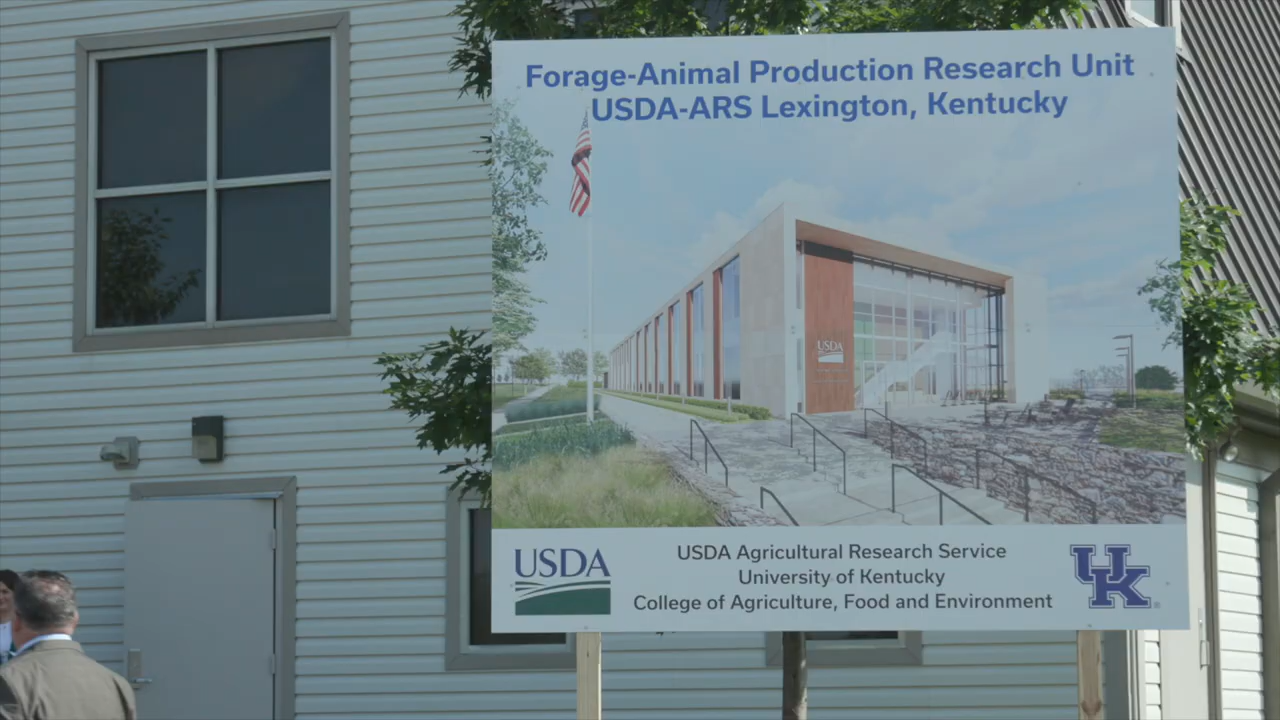 Forage-Animal Production Research Unit
USDA-ARS Lexington, Kentucky
USDA
USDA
USDA Agricultural Research Service
University of Kentucky
College of Agriculture, Food and Environment
UK